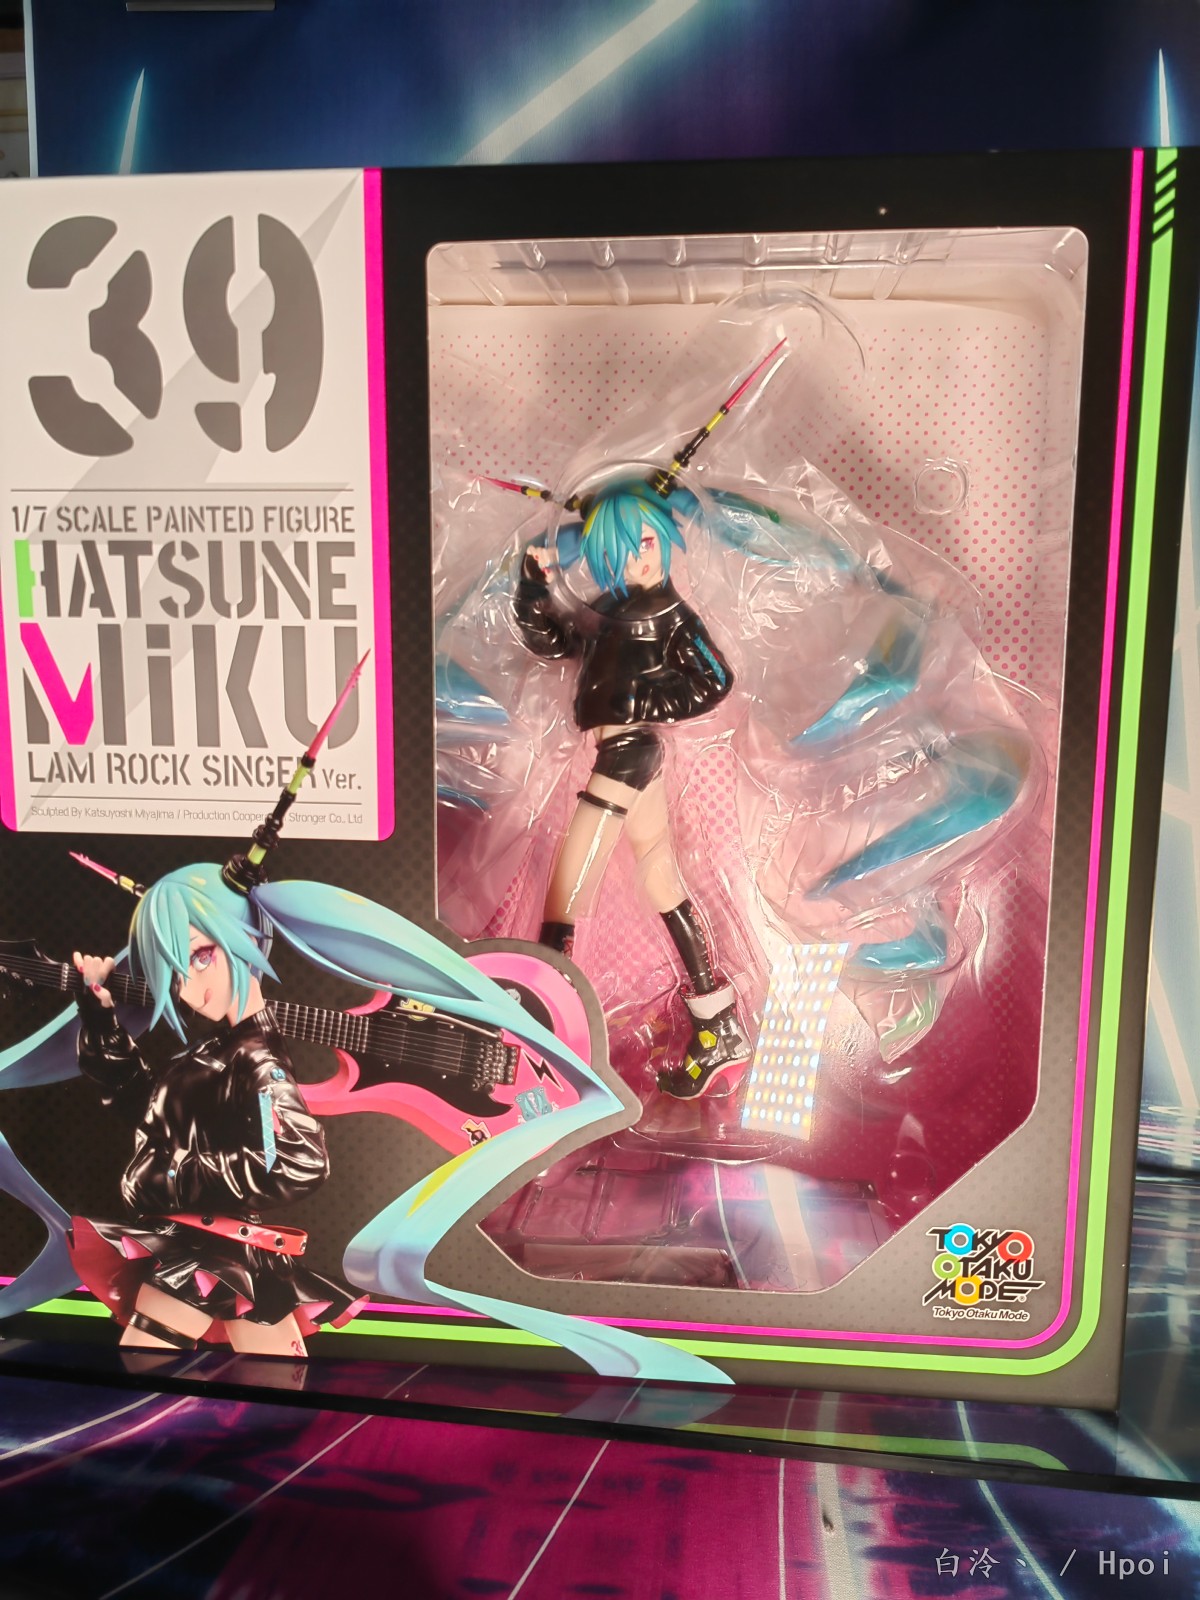 39
1/7 SCALE PAINTED FIGURE
HATSUNE
MiKU
LAM ROCK SINGER Ver.
Sculpted By Katsuyoshi Miyajima / Production Stronger Co., Ltd
TOKYO
OTAKU
MODE
Tokyo Otaku Mode
白泠丶 / Hpoi